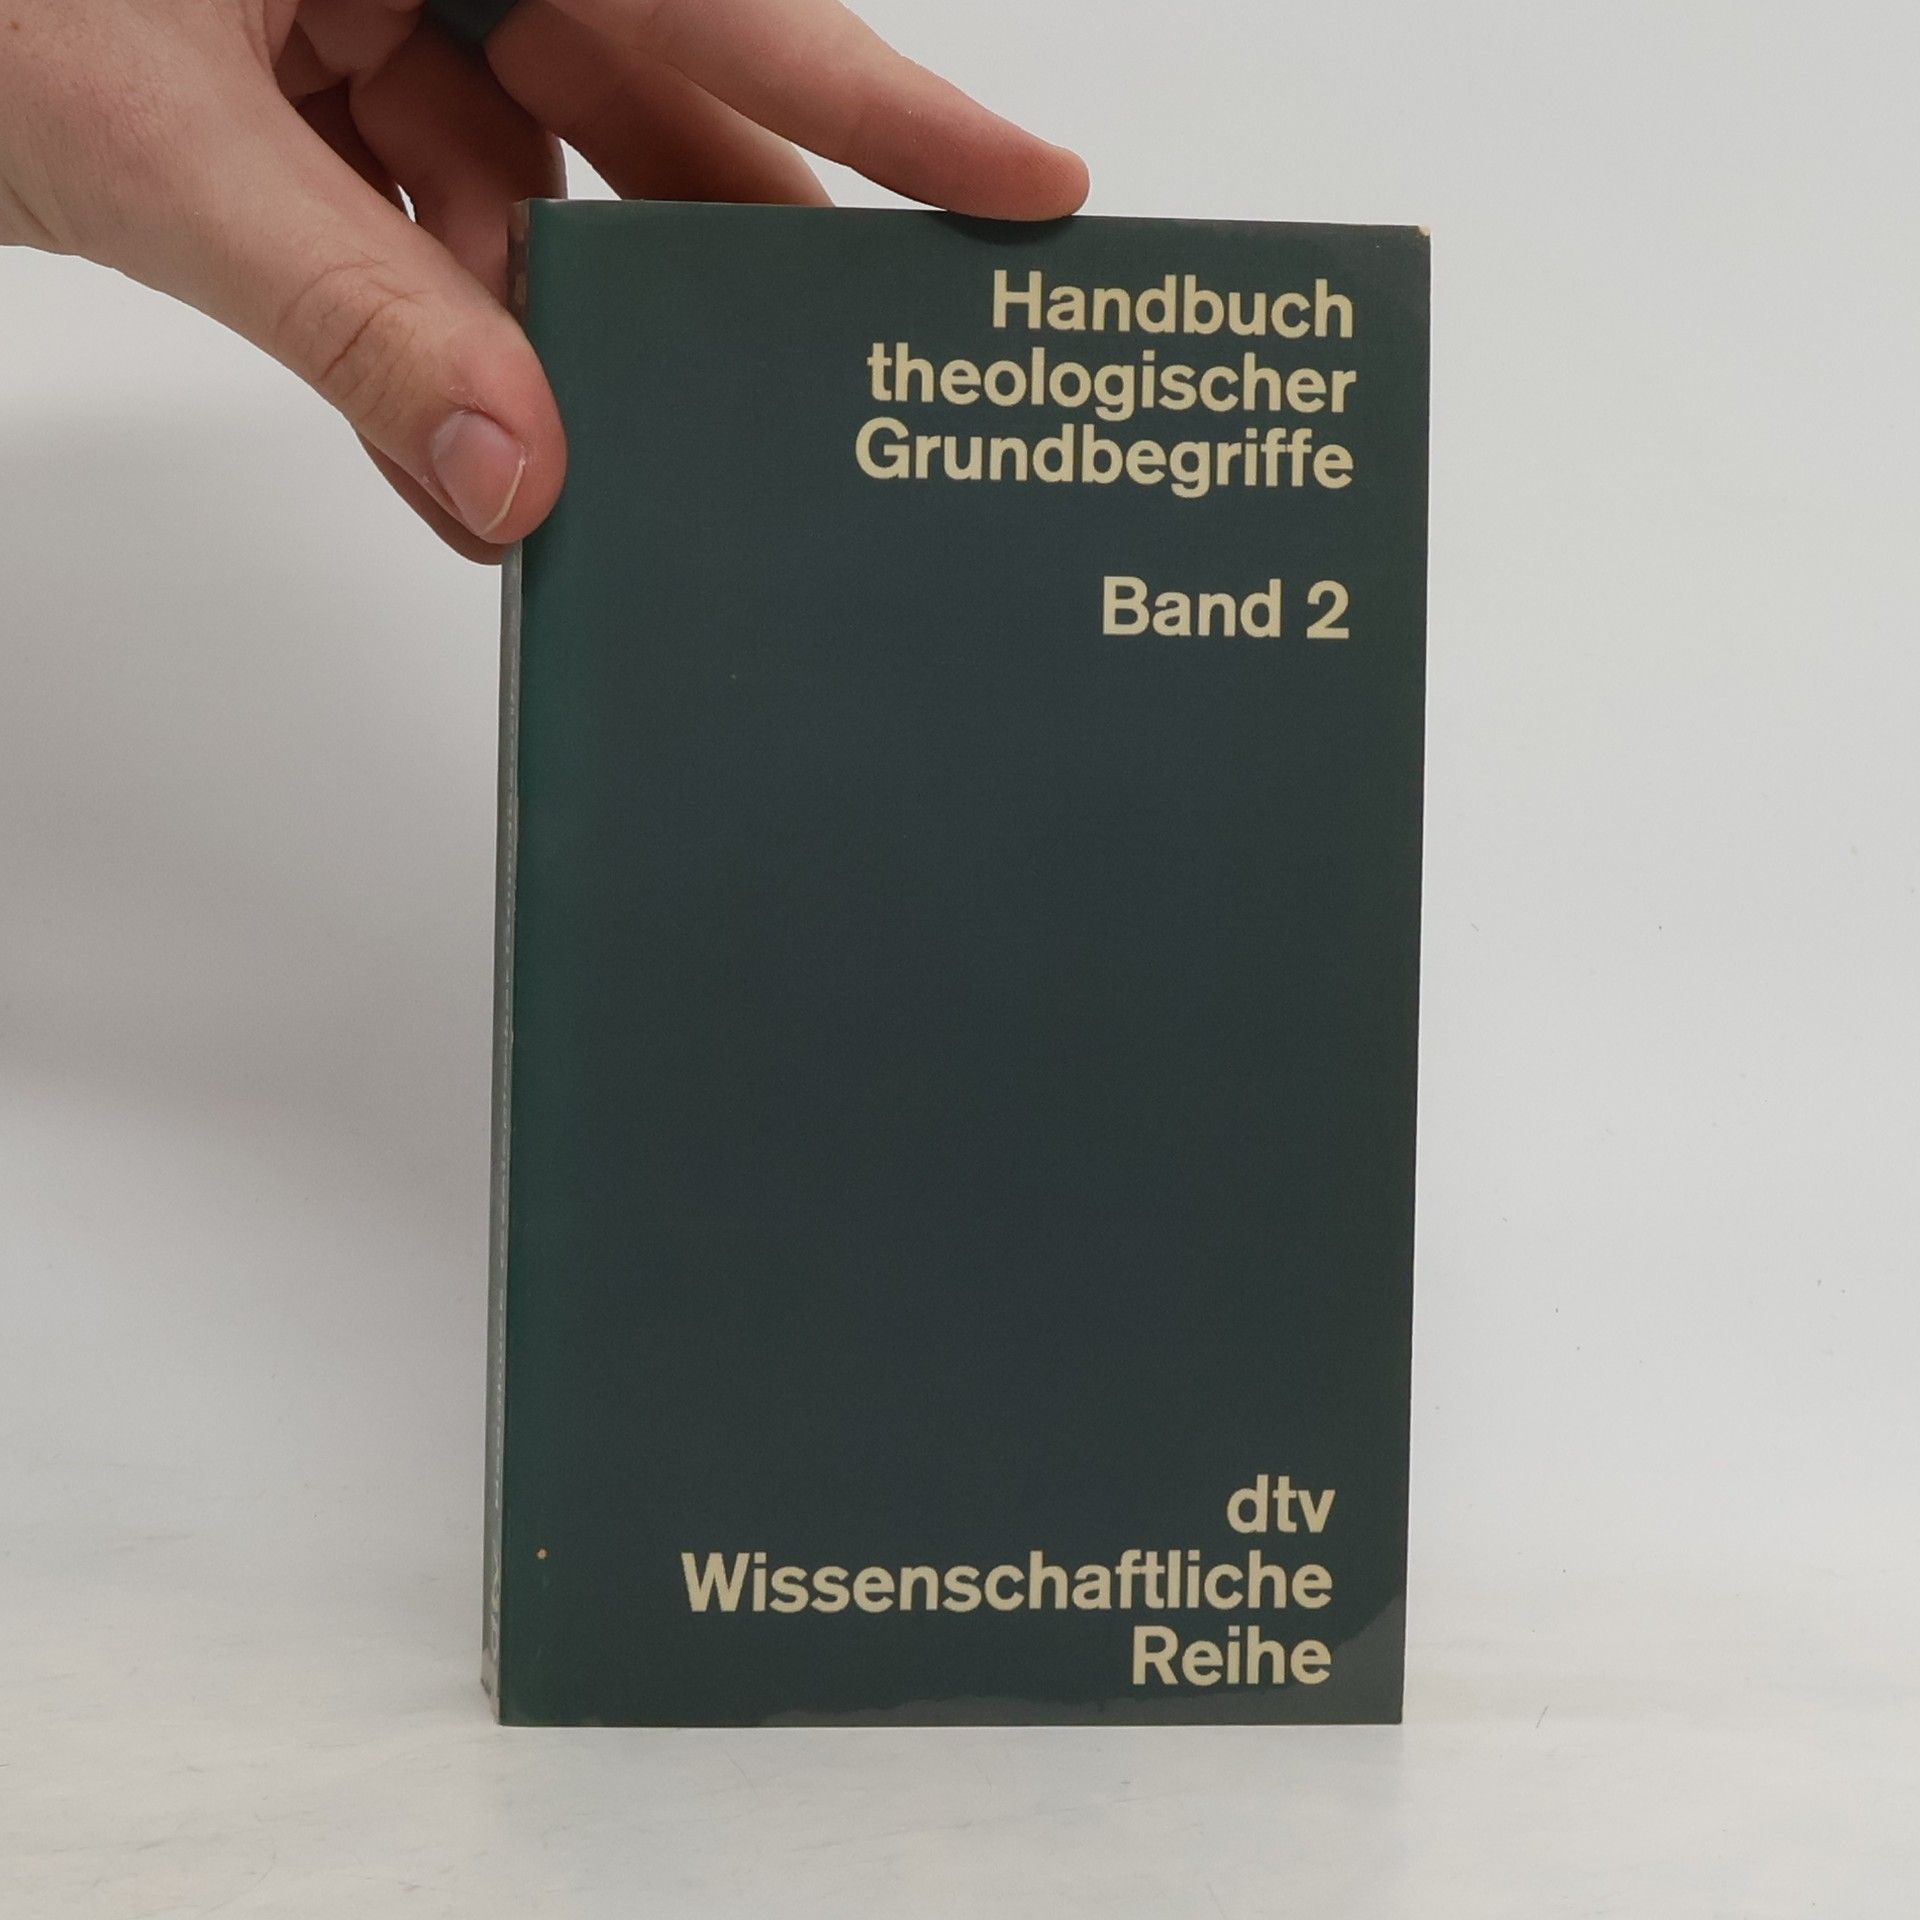 Handbuch
theologischer
Grundbegriffe
Band 2
dtv
Wissenschaftliche
Reihe